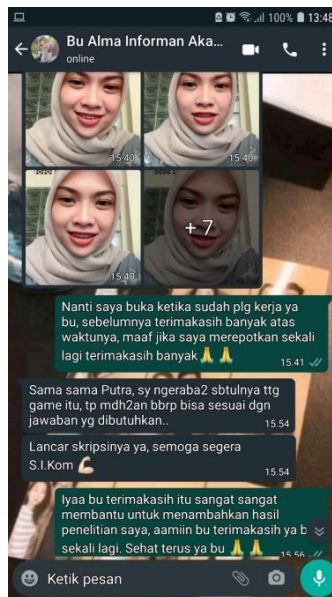 100% 13:48
Bu Alma Informan Aka...
online
15.40
15.40
15.40
+ 7
15.40
Nanti saya buka ketika sudah plg kerja ya
bu, sebelumnya terimakasih banyak atas
waktunya, maaf jika saya merepotkan sekali
lagi terimakasih banyak🙏🙏
15.41
Sama sama Putra, sy ngeraba2 sbtulnya ttg
game itu, tp mdh2an bbrp bisa sesuai dgn
jawaban yg dibutuhkan..
15.54
Lancar skripsinya ya, semoga segera
S.I.Kom 💪
15.54
Iyaa bu terimakasih itu sangat sangat
membantu untuk menambahkan hasil
penelitian saya, aamiin bu terimakasih ya b
sekali lagi. Sehat terus ya bu 🙏🙏
15.56
Ketik pesan